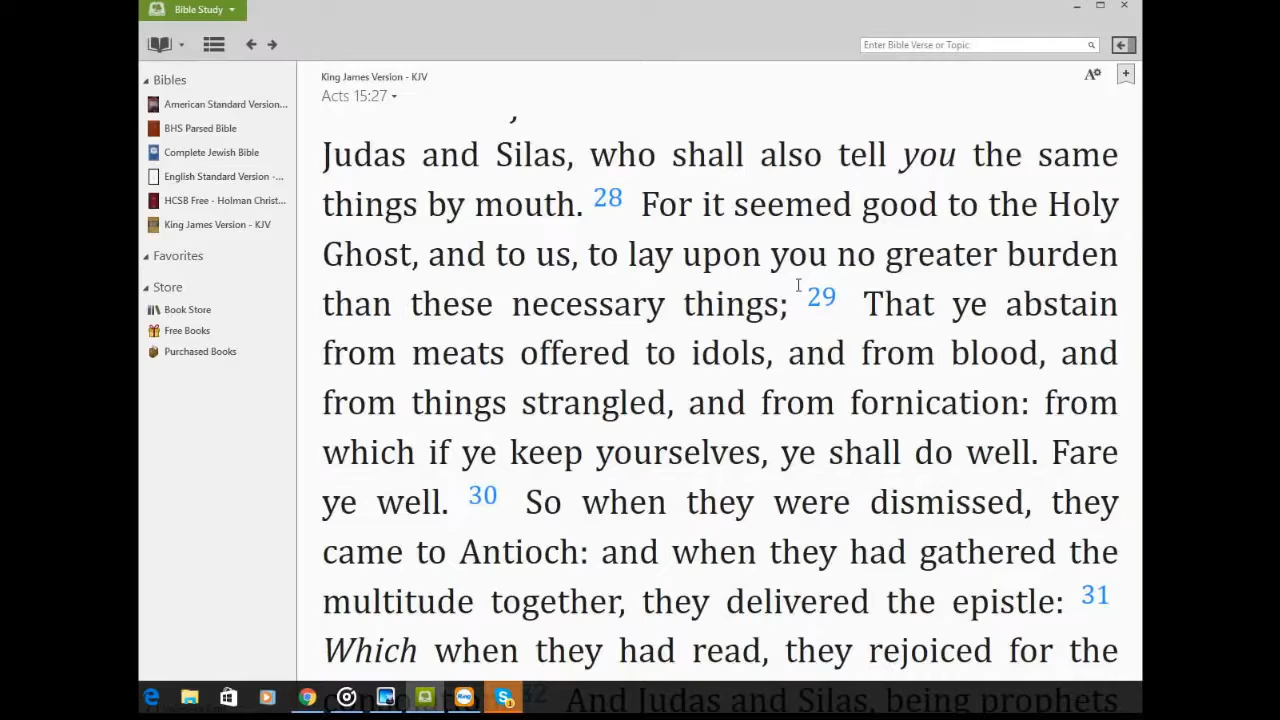 Bible Study
Enter Bible Verse or Topic
Bibles
American Standard Version...
BHS Parsed Bible
Complete Jewish Bible
English Standard Version -...
HCSB Free - Holman Christ...
King James Version - KJV
Favorites
Store
Book Store
Free Books
Purchased Books
King James Version - KJV
Acts 15:27
Judas and Silas, who shall also tell you the same
things by mouth. 28 For it seemed good to the Holy
Ghost, and to us, to lay upon you no greater burden
than these necessary things; 29 That ye abstain
from meats offered to idols, and from blood, and
from things strangled, and from fornication: from
which if ye keep yourselves, ye shall do well. Fare
ye well. 30 So when they were dismissed, they
came to Antioch: and when they had gathered the
multitude together, they delivered the epistle: 31
Which when they had read, they rejoiced for the
32 And Judas and Silas, being prophets